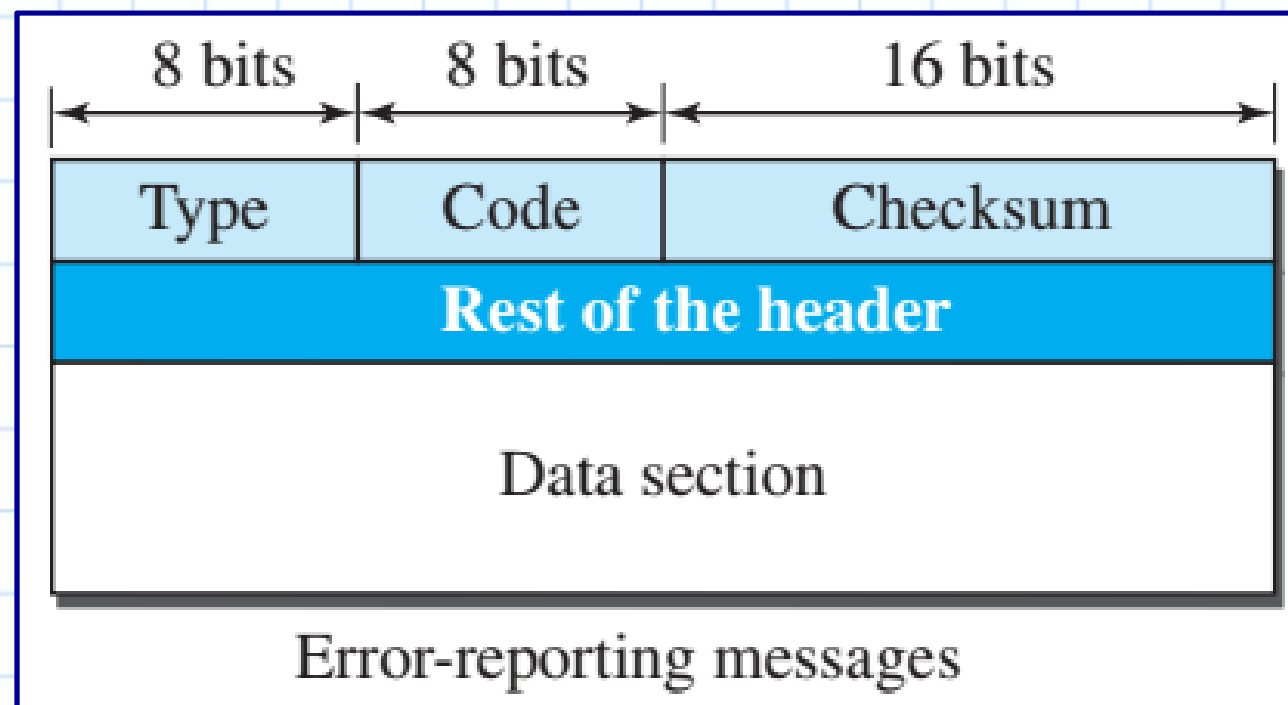 8 bits 8 bits 16 bits
Type Code Checksum
Rest of the header
Data section
Error-reporting messages